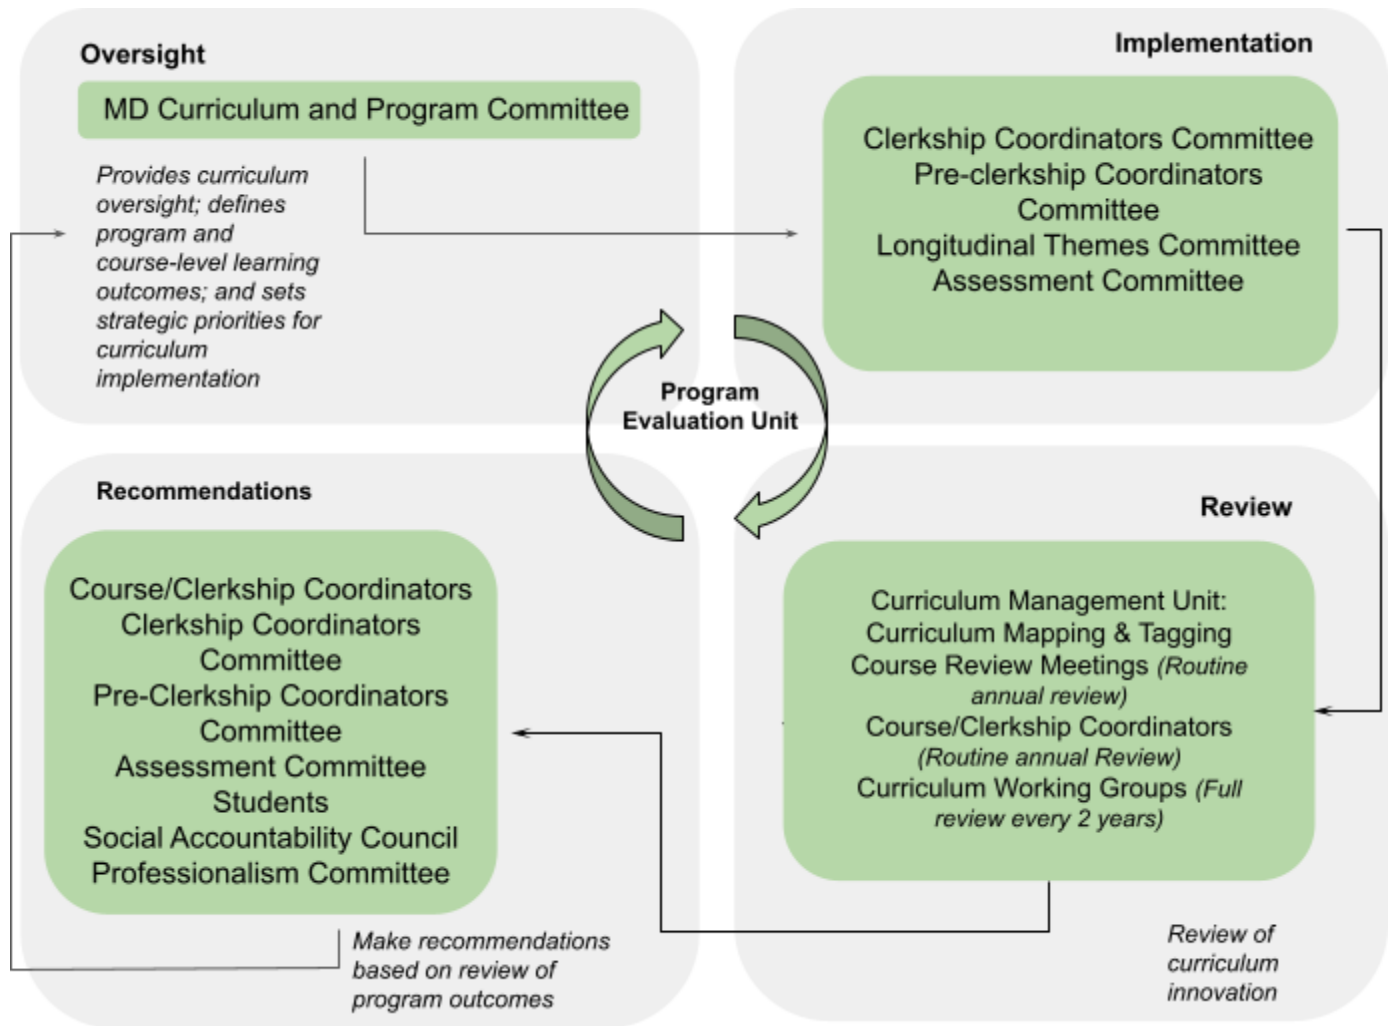 Oversight
MD Curriculum and Program Committee
Provides curriculum
oversight; defines
program and
course-level learning
outcomes; and sets
strategic priorities for
curriculum
implementation
Implementation
Clerkship Coordinators Committee
Pre-clerkship Coordinators
Committee
Longitudinal Themes Committee
Assessment Committee
Program
Evaluation Unit
Recommendations
Course/Clerkship Coordinators
Clerkship Coordinators
Committee
Pre-Clerkship Coordinators
Committee
Assessment Committee
Students
Social Accountability Council
Professionalism Committee
Make recommendations
based on review of
program outcomes
Review
Curriculum Management Unit:
Curriculum Mapping & Tagging
Course Review Meetings (Routine
annual review)
Course/Clerkship Coordinators
(Routine annual Review)
Curriculum Working Groups (Full
review every 2 years)
Review of
curriculum
innovation